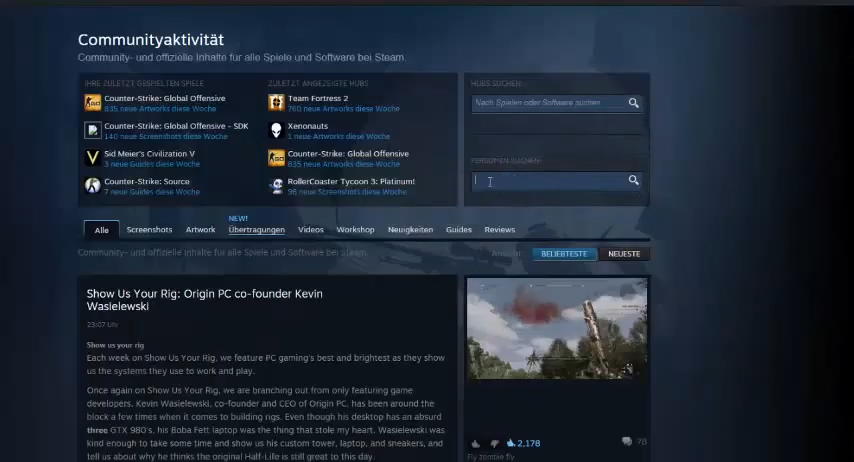 Communityaktivität
Community- und offizielle Inhalte für alle Spiele und Software bei Steam.
IHRE ZULETZT GESPIELTEN SPIELE
Counter-Strike: Global Offensive
835 neue Artworks diese Woche
Counter-Strike: Global Offensive - SDK
140 neue Screenshots diese Woche
Sid Meier's Civilization V
3 neue Guides diese Woche
Counter-Strike: Source
7 neue Guides diese Woche
ZULETZT ANGEZEIGTE HUBS
Team Fortress 2
760 neue Artworks diese Woche
Xenonauts
1 neue Artworks diese Woche
Counter-Strike: Global Offensive
835 neue Artworks diese Woche
RollerCoaster Tycoon 3: Platinum!
96 neue Screenshots diese Woche
HUBS SUCHEN:
Nach Spielen oder Software suchen
PERSONEN SUCHEN:
NEW!
Alle Screenshots Artwork Übertragungen Videos Workshop Neuigkeiten Guides Reviews
Community- und offizielle Inhalte für alle Spiele und Software bei Steam.
Ansicht BELIEBTESTE NEUESTE
Show Us Your Rig: Origin PC co-founder Kevin
Wasielewski
23:07 Uhr
Show us your rig
Each week on Show Us Your Rig, we feature PC gaming's best and brightest as they show
us the systems they use to work and play.
Once again on Show Us Your Rig, we are branching out from only featuring game
developers. Kevin Wasielewski, co-founder and CEO of Origin PC, has been around the
block a few times when it comes to building rigs. Even though his desktop has an absurd
three GTX 980's, his Boba Fett laptop was the thing that stole my heart. Wasielewski was
kind enough to take some time and show us his custom tower, laptop, and sneakers, and
tell us about why he thinks the original Half-Life is still great to this day.
2,178
78
Fly zombie fly